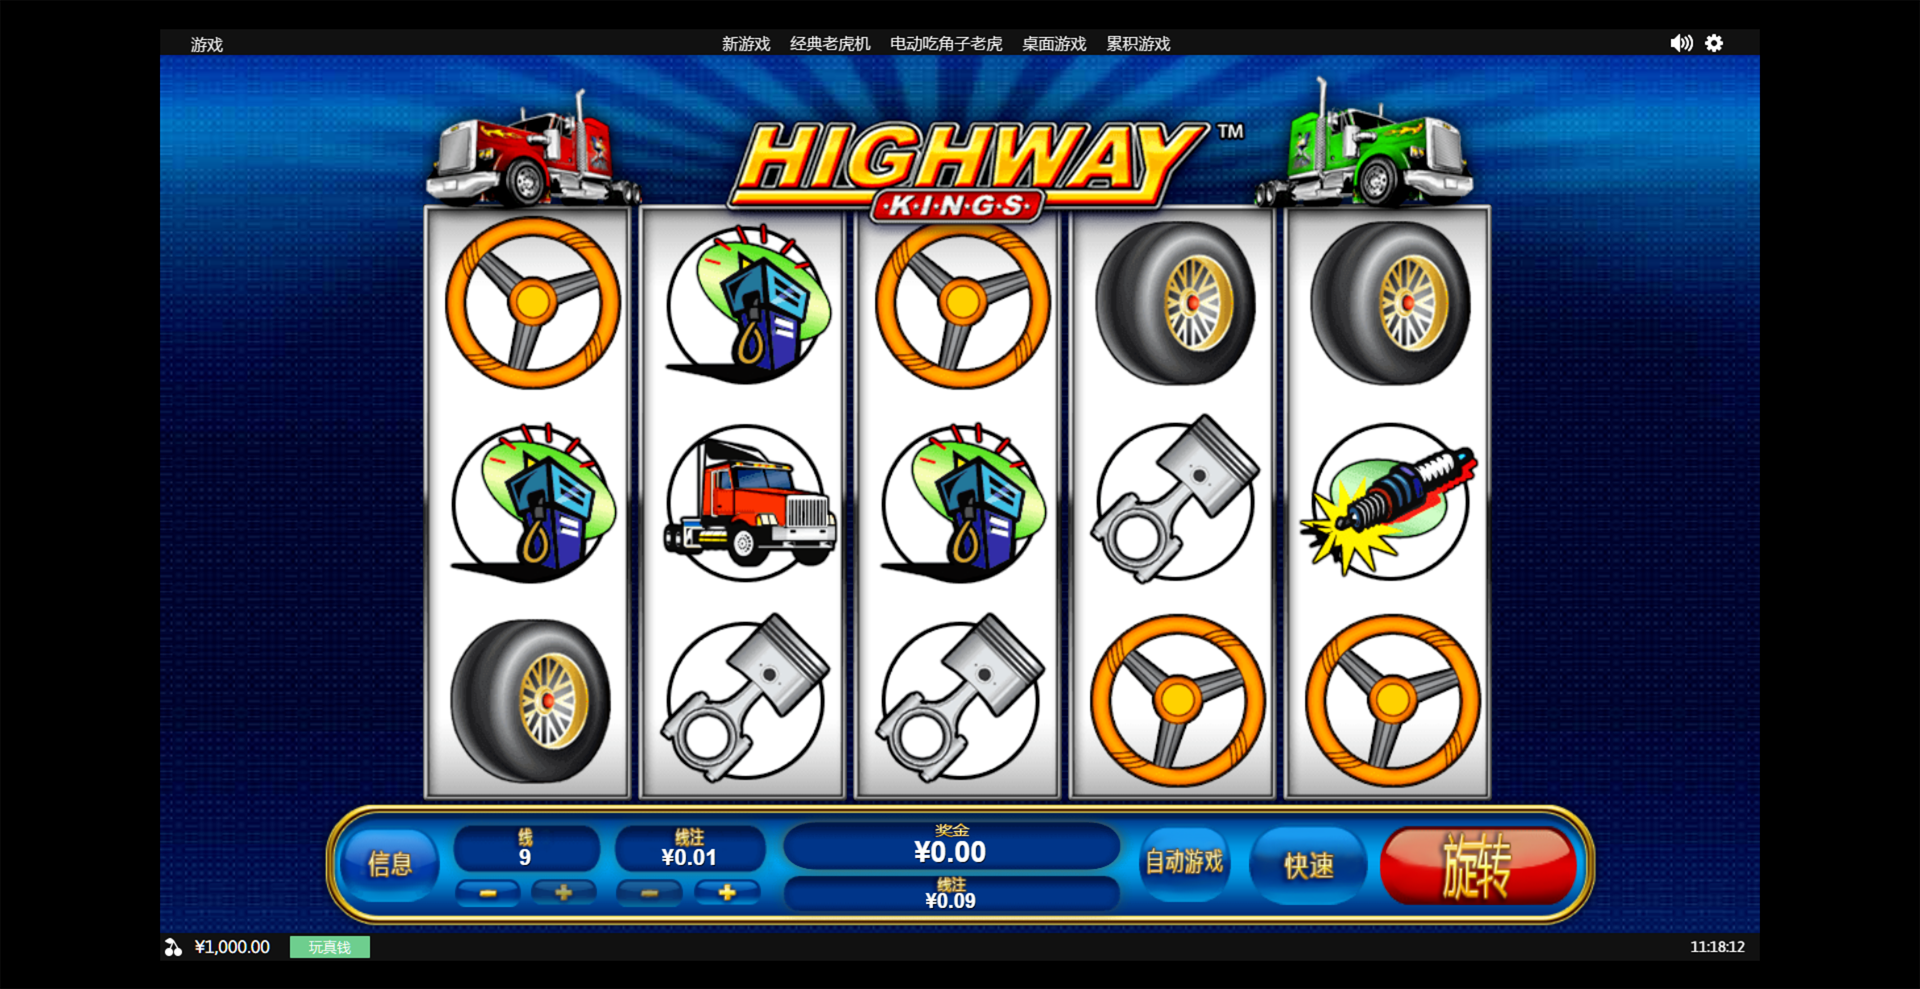 游戏
新游戏 经典老虎机 电动吃角子老虎 桌面游戏 累积游戏
HIGHWAY™
·K·I·N·G·S·
信息
线
9
线注
¥0.01
奖金
¥0.00
线注
¥0.09
自动游戏
快速
旋转
¥1,000.00
玩真钱
11:18:12